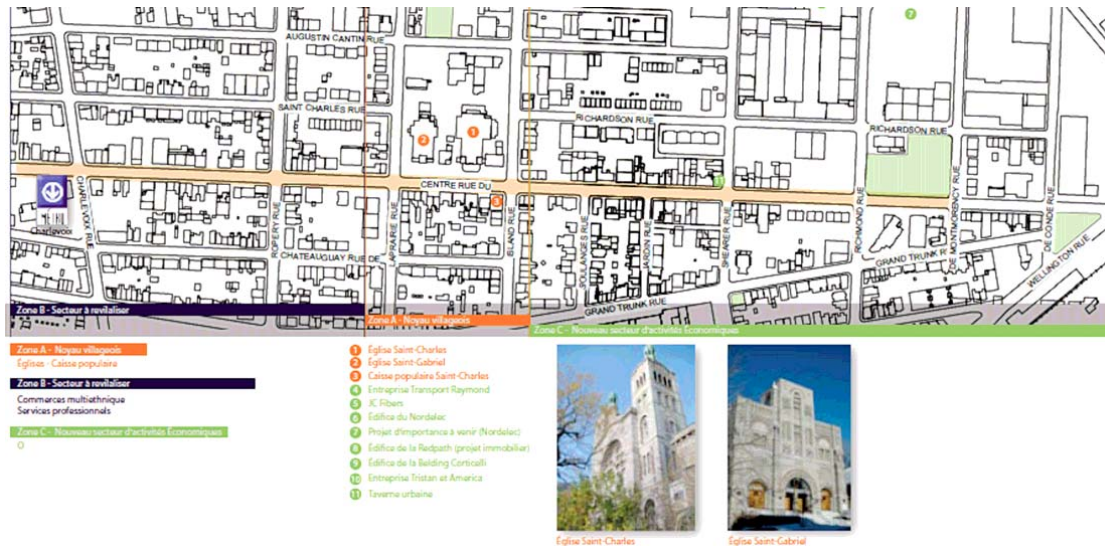 AUGUSTIN CANTIN RUE
7
SAINT CHARLES RUE
RICHARDSON RUE
RICHARDSON RUE
1
2
CENTRE RUE DU
11
3
Charlevoix
CHARLEVOIX RUE
ROPERY RUE
LAPRAIRIE RUE
ISLAND RUE
SOULANGES RUE
JARDIN RUE
SHEARER RUE
RICHMOND RUE
DE MONTMORENCY RUE
DE CONDE RUE
CHATEAUGUAY RUE DE
GRAND TRUNK RUE
GRAND TRUNK R
WELLINGTON RUE
Zone B - Secteur à revitaliser
Zone A - Noyau villageois
Zone C - Nouveau secteur d'activités Économiques
Zone A - Noyau villageois
Églises - Caisse populaire
Zone B - Secteur à revitaliser
Commerces multiethnique
Services professionnels
Zone C - Nouveau secteur d'activités Économiques
O
1 Église Saint-Charles
2 Église Saint-Gabriel
3 Caisse populaire Saint-Charles
4 Entreprise Transport Raymond
5 JC Fibers
6 Édifice du Nordelec
7 Projet d'importance à venir (Nordelec)
8 Édifice de la Redpath (projet immobilier)
9 Édifice de la Belding Corticelli
10 Entreprise Tristan et America
11 Taverne urbaine
Église Saint-Charles
Église Saint-Gabriel